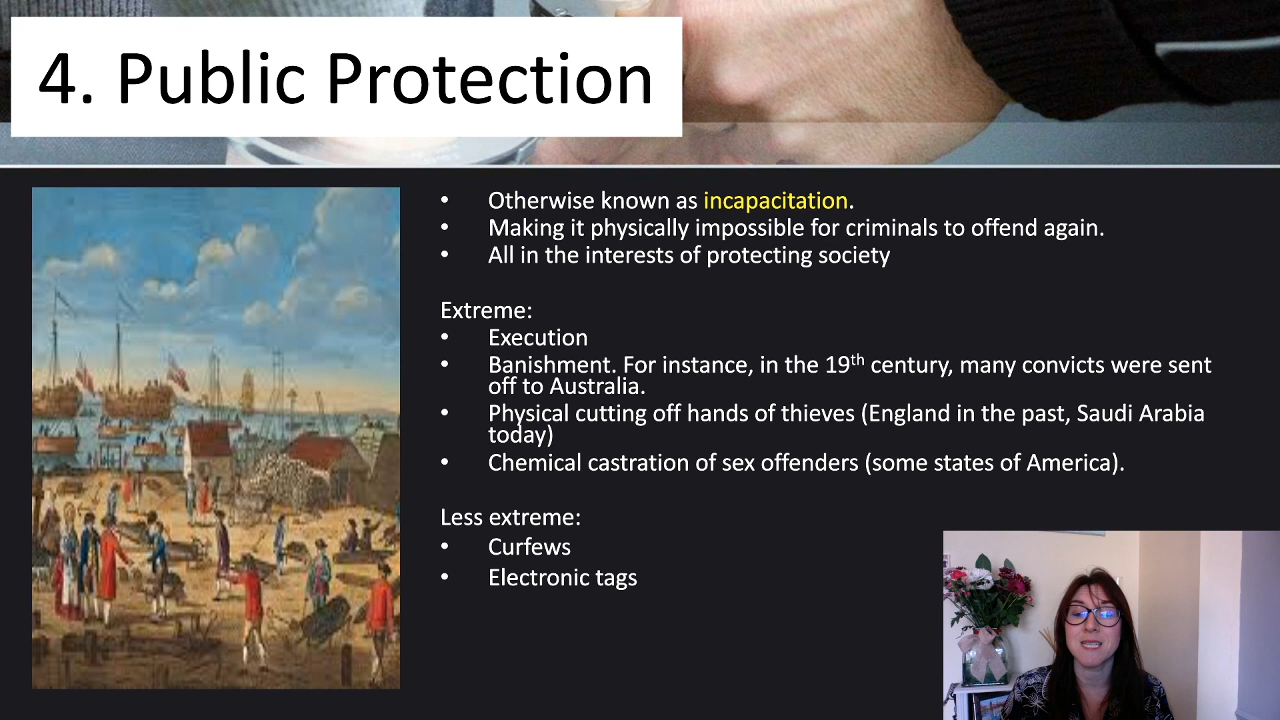 4. Public Protection
• Otherwise known as incapacitation.
• Making it physically impossible for criminals to offend again.
• All in the interests of protecting society
Extreme:
• Execution
• Banishment. For instance, in the 19th century, many convicts were sent
off to Australia.
• Physical cutting off hands of thieves (England in the past, Saudi Arabia
today)
• Chemical castration of sex offenders (some states of America).
Less extreme:
• Curfews
• Electronic tags